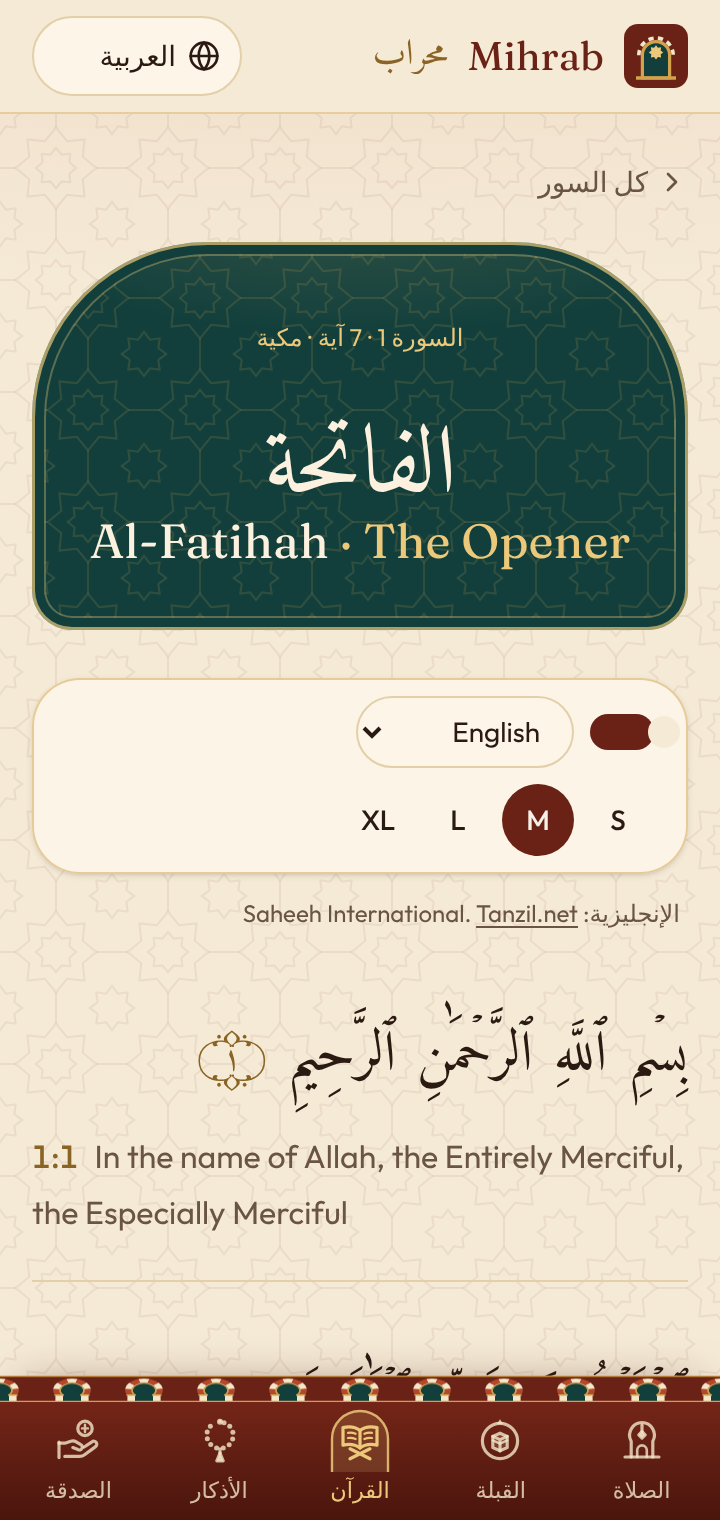 Mihrab محراب
العربية
كل السور
السورة 1 · 7 آية · مكية
الفاتحة
Al-Fatihah · The Opener
English
S M L XL
الإنجليزية: Saheeh International. Tanzil.net
بِسْمِ ٱللَّهِ ٱلرَّحْمَٰنِ ٱلرَّحِيمِ ١
1:1 In the name of Allah, the Entirely Merciful,
the Especially Merciful
الصلاة
القبلة
القرآن
الأذكار
الصدقة